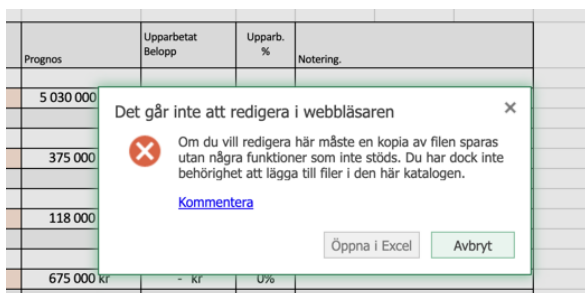 Upparbetat
Belopp
Upparb.
%
Prognos
Notering.
5 030 000
Det går inte att redigera i webbläsaren
Om du vill redigera här måste en kopia av filen sparas
utan några funktioner som inte stöds. Du har dock inte
behörighet att lägga till filer i den här katalogen.
375 000
Kommentera
118 000
Öppna i Excel
Avbryt
675 000 kr - kr 0%